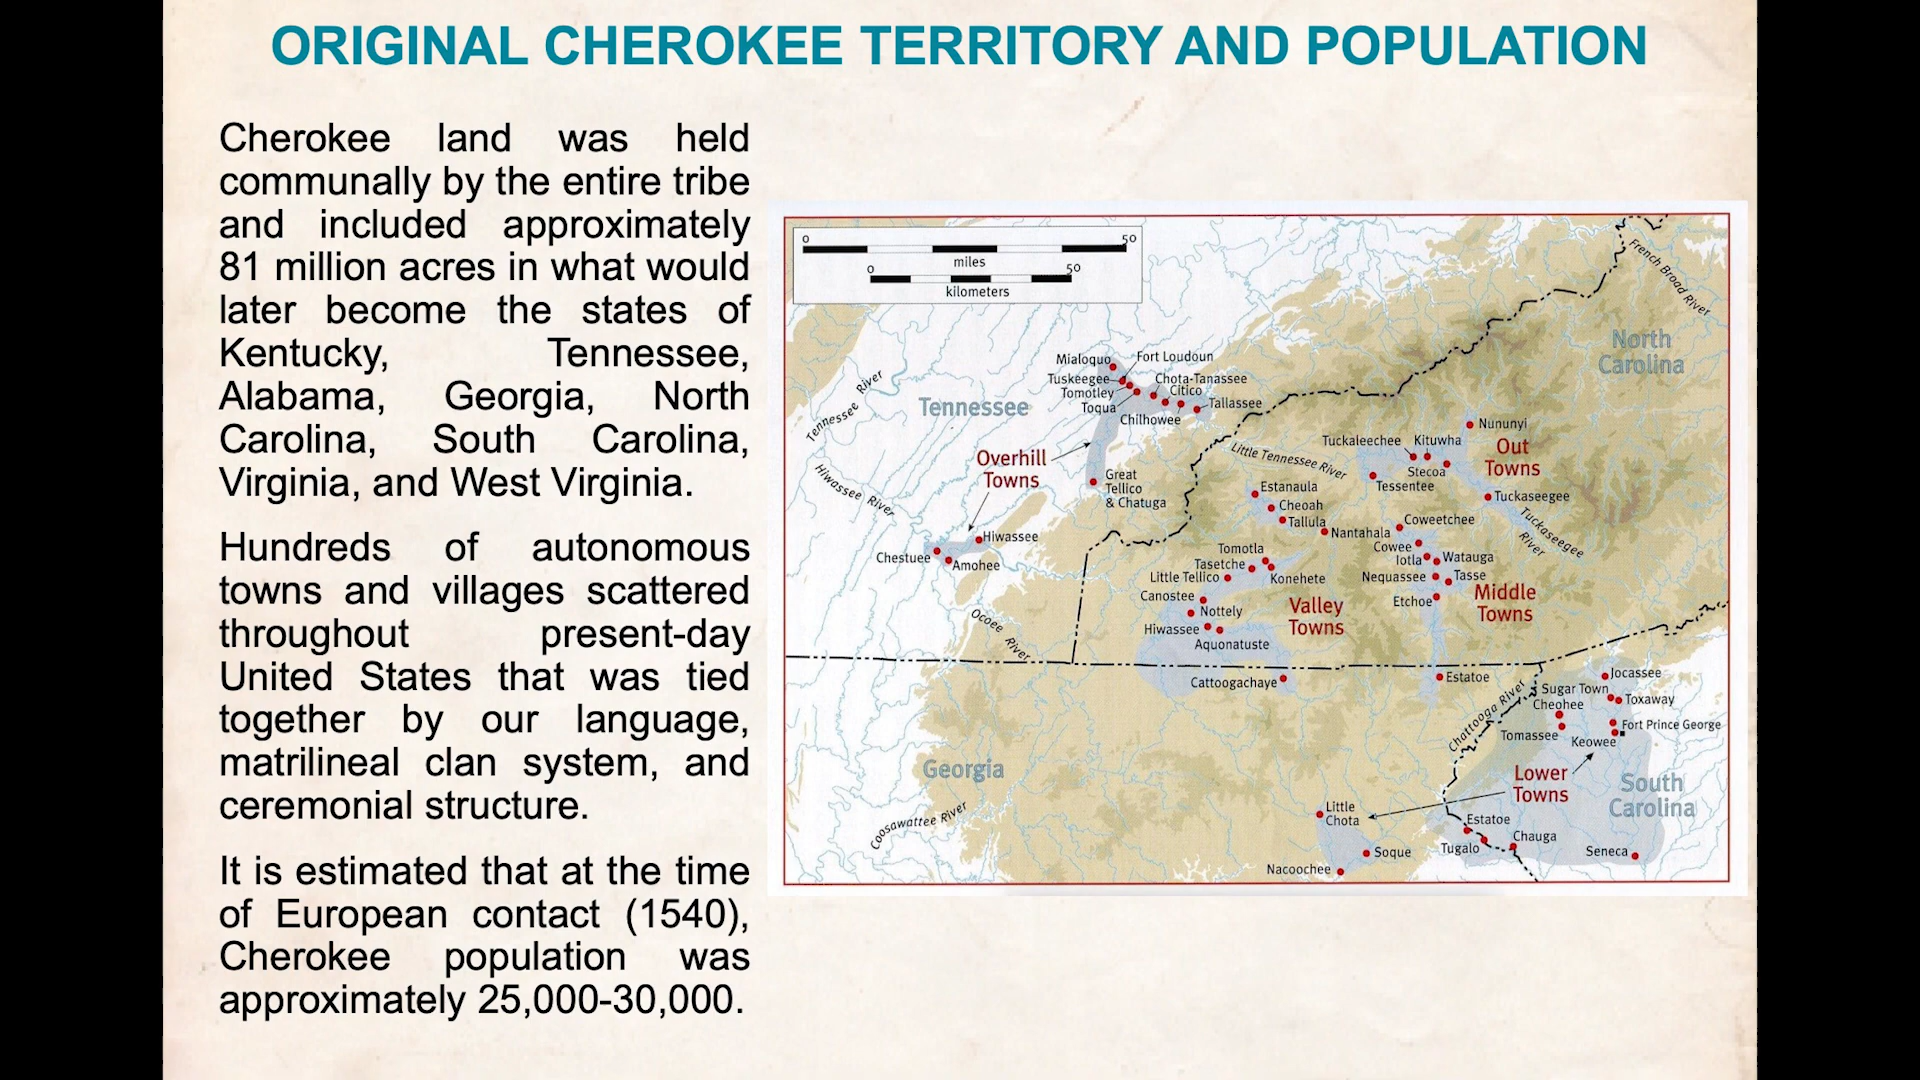 ORIGINAL CHEROKEE TERRITORY AND POPULATION
Cherokee land was held
communally by the entire tribe
and included approximately
81 million acres in what would
later become the states of
Kentucky, Tennessee,
Alabama, Georgia, North
Carolina, South Carolina,
Virginia, and West Virginia.
Hundreds of autonomous
towns and villages scattered
throughout present-day
United States that was tied
together by our language,
matrilineal clan system, and
ceremonial structure.
It is estimated that at the time
of European contact (1540),
Cherokee population was
approximately 25,000-30,000.
0 50
miles
0 50
kilometers
French Broad River
North
Carolina
Tennessee
Tennessee River
Mialoquo
Fort Loudoun
Tuskeegee
Chota-Tanassee
Tomotley
Citico
Toqua
Tallassee
Chilhowee
Overhill
Towns
Great
Tellico
& Chatuga
Hiwassee River
Hiwassee
Chestuee
Amohee
Ocoee River
Little Tennessee River
Nununyi
Tuckaleechee
Kituwha
Out
Towns
Stecoa
Tessentee
Tuckaseegee
Tuckaseegee
River
Estanaula
Cheoah
Tallula
Nantahala
Coweetchee
Cowee
Iotla
Watauga
Nequassee
Tasse
Etchoe
Middle
Towns
Tomotla
Tasetche
Little Tellico
Konehete
Canostee
Nottely
Hiwassee
Aquonatuste
Valley
Towns
Cattoogachaye
Estatoe
Jocassee
Sugar Town
Toxaway
Cheohee
Fort Prince George
Tomassee
Keowee
Chattooga River
Lower
Towns
South
Carolina
Georgia
Coosawattee River
Little
Chota
Estatoe
Chauga
Tugalo
Seneca
Soque
Nacoochee